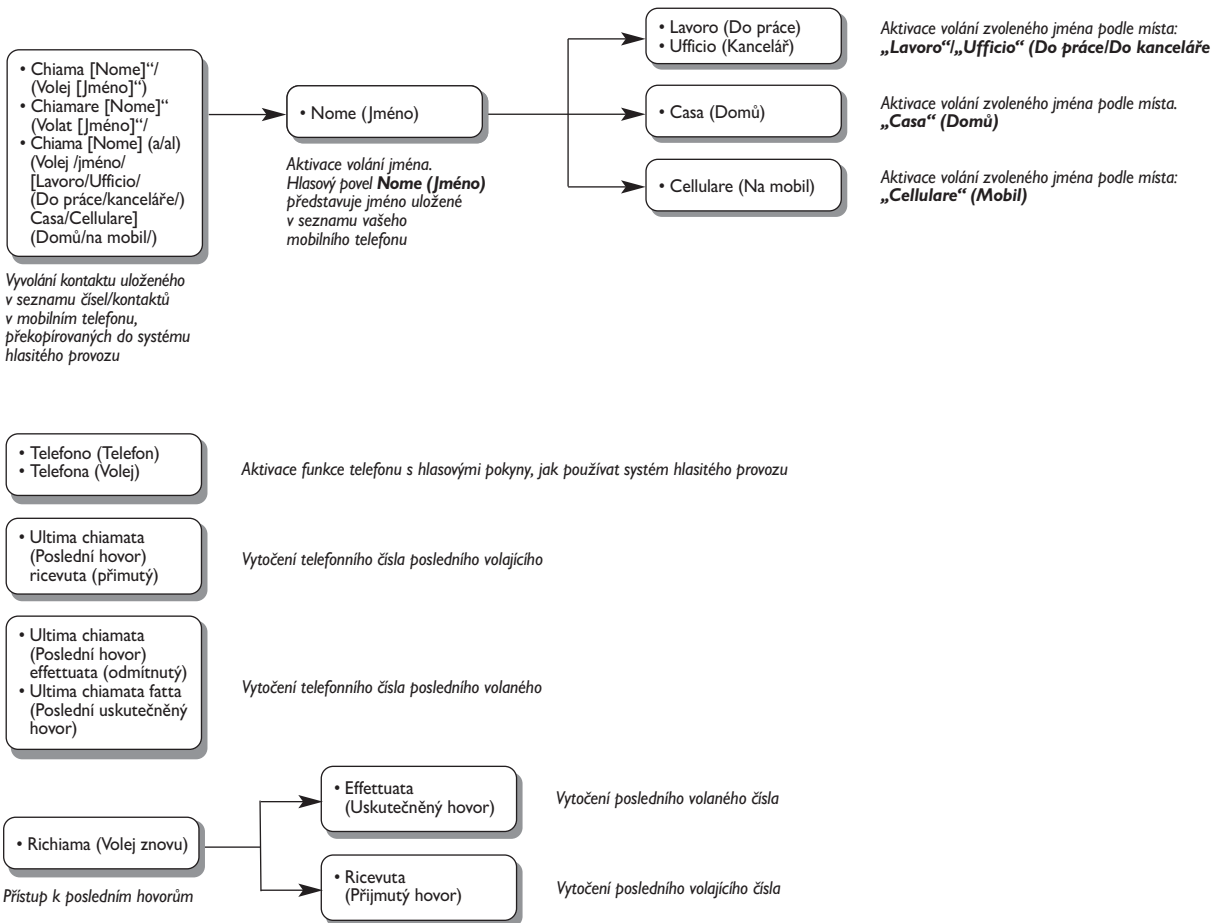 • Chiama [Nome]“/
(Volej [Jméno]“)
• Chiamare [Nome]“
(Volat [Jméno]“/
• Chiama [Nome] (a/al)
(Volej /jméno/
[Lavoro/Ufficio/
(Do práce/kanceláře/)
Casa/Cellulare]
(Domů/na mobil/)
Vyvolání kontaktu uloženého
v seznamu čísel/kontaktů
v mobilním telefonu,
překopírovaných do systému
hlasitého provozu
• Nome (Jméno)
Aktivace volání jména.
Hlasový povel Nome (Jméno)
představuje jméno uložené
v seznamu vašeho
mobilního telefonu
• Lavoro (Do práce)
• Ufficio (Kancelář)
Aktivace volání zvoleného jména podle místa:
„Lavoro“/„Ufficio“ (Do práce/Do kanceláře
• Casa (Domů)
Aktivace volání zvoleného jména podle místa.
„Casa“ (Domů)
• Cellulare (Na mobil)
Aktivace volání zvoleného jména podle místa:
„Cellulare“ (Mobil)
• Telefono (Telefon)
• Telefona (Volej)
Aktivace funkce telefonu s hlasovými pokyny, jak používat systém hlasitého provozu
• Ultima chiamata
(Poslední hovor)
ricevuta (přimutý)
Vytočení telefonního čísla posledního volajícího
• Ultima chiamata
(Poslední hovor)
effettuata (odmítnutý)
• Ultima chiamata fatta
(Poslední uskutečněný
hovor)
Vytočení telefonního čísla posledního volaného
• Richiama (Volej znovu)
Přístup k posledním hovorům
• Effettuata
(Uskutečněný hovor)
Vytočení posledního volaného čísla
• Ricevuta
(Přijmutý hovor)
Vytočení posledního volajícího čísla